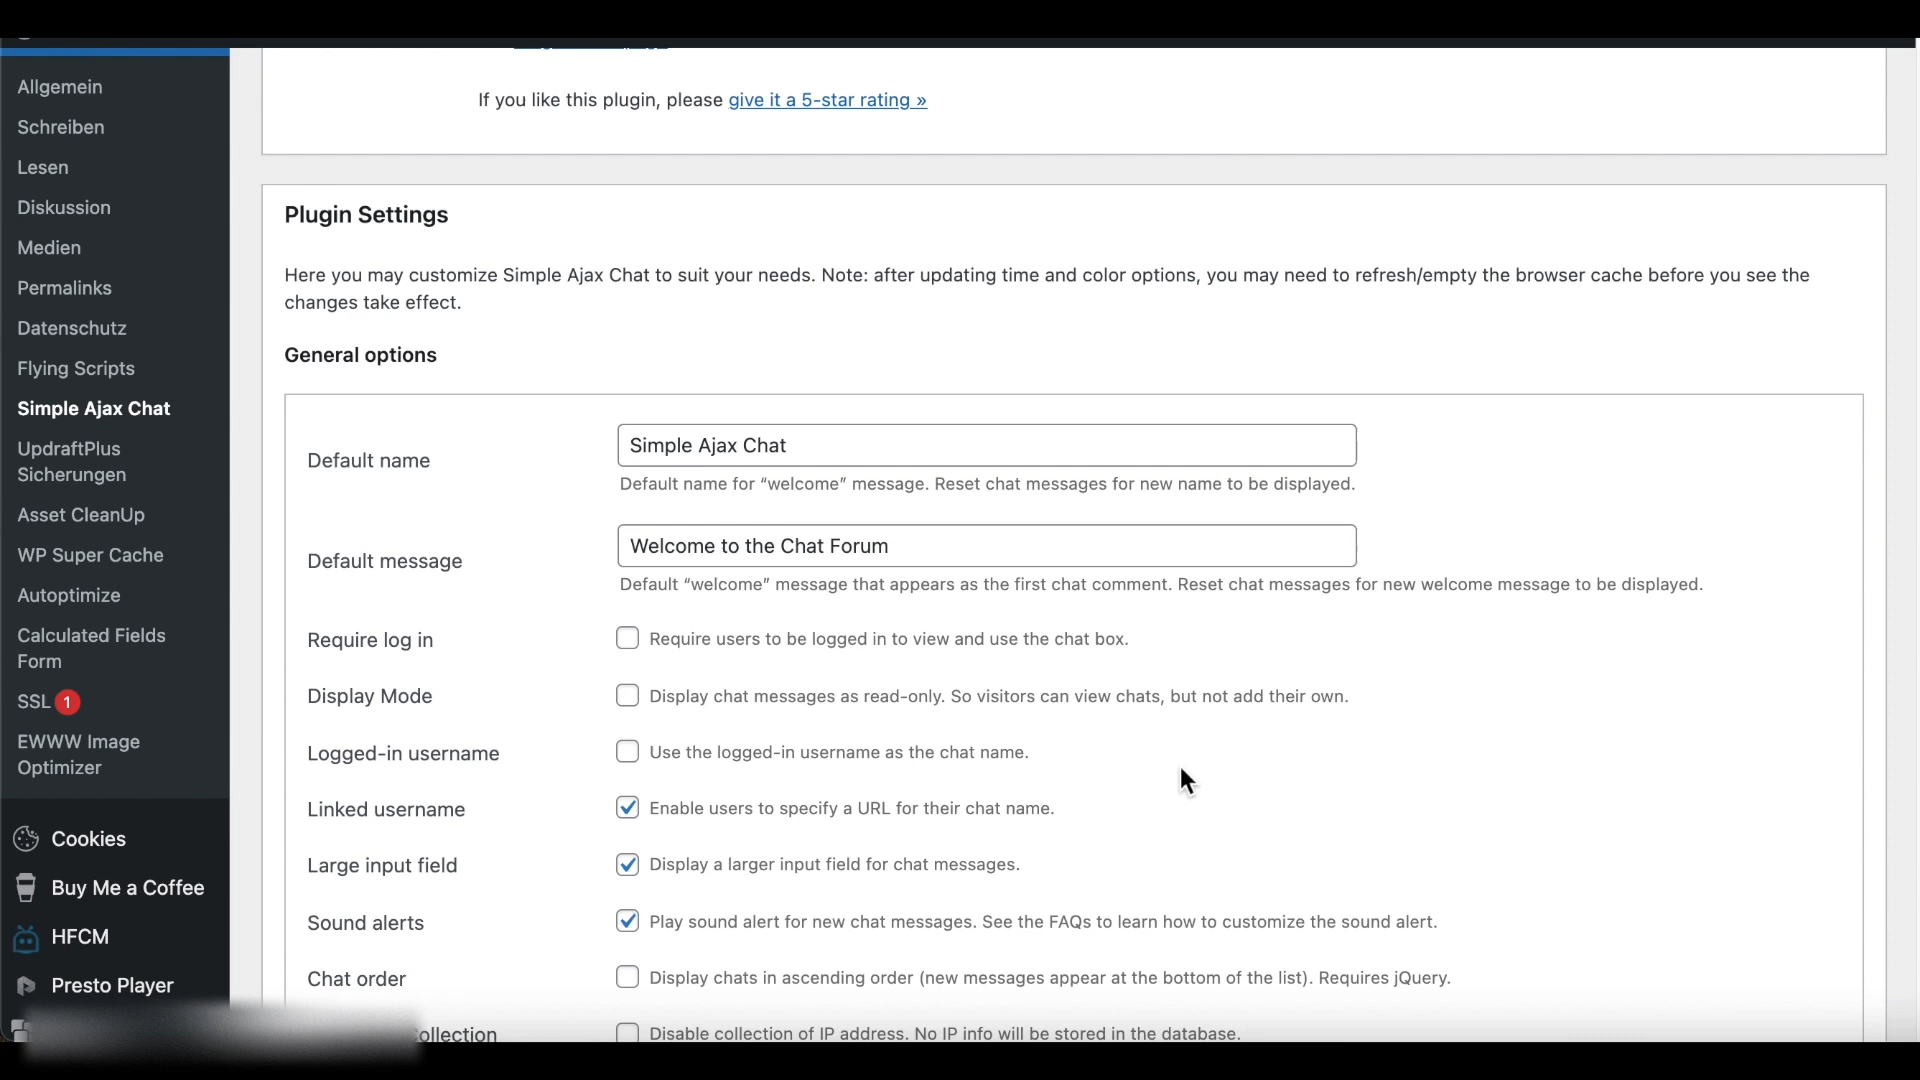 Allgemein
Schreiben
Lesen
Diskussion
Medien
Permalinks
Datenschutz
Flying Scripts
Simple Ajax Chat
UpdraftPlus
Sicherungen
Asset CleanUp
WP Super Cache
Autoptimize
Calculated Fields
Form
SSL 1
EWWW Image
Optimizer
Cookies
Buy Me a Coffee
HFCM
Presto Player
If you like this plugin, please give it a 5-star rating »
Plugin Settings
Here you may customize Simple Ajax Chat to suit your needs. Note: after updating time and color options, you may need to refresh/empty the browser cache before you see the
changes take effect.
General options
Default name
Simple Ajax Chat
Default name for “welcome” message. Reset chat messages for new name to be displayed.
Default message
Welcome to the Chat Forum
Default “welcome” message that appears as the first chat comment. Reset chat messages for new welcome message to be displayed.
Require log in
Require users to be logged in to view and use the chat box.
Display Mode
Display chat messages as read-only. So visitors can view chats, but not add their own.
Logged-in username
Use the logged-in username as the chat name.
Linked username
Enable users to specify a URL for their chat name.
Large input field
Display a larger input field for chat messages.
Sound alerts
Play sound alert for new chat messages. See the FAQs to learn how to customize the sound alert.
Chat order
Display chats in ascending order (new messages appear at the bottom of the list). Requires jQuery.
ollection
Disable collection of IP address. No IP info will be stored in the database.